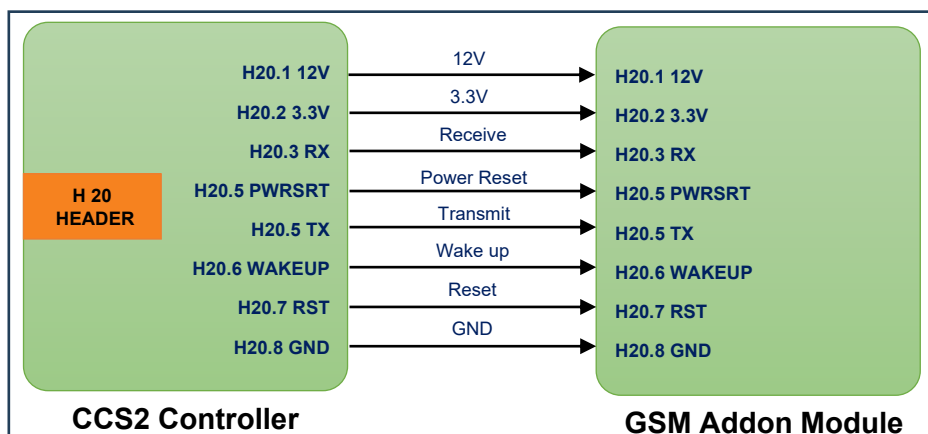 H20.1 12V
12V
H20.1 12V
H20.2 3.3V
3.3V
H20.2 3.3V
H20.3 RX
Receive
H20.3 RX
H 20
HEADER
H20.5 PWRSRT
Power Reset
H20.5 PWRSRT
H20.5 TX
Transmit
H20.5 TX
H20.6 WAKEUP
Wake up
H20.6 WAKEUP
H20.7 RST
Reset
H20.7 RST
H20.8 GND
GND
H20.8 GND
CCS2 Controller
GSM Addon Module